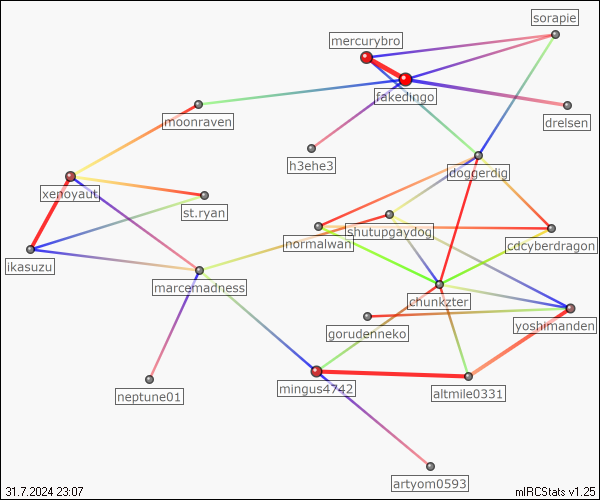 sorapie
mercurybro
fakedingo
moonraven
drelsen
h3ehe3
doggerdig
xenoyaut
st.ryan
shutupgaydog
normalwan
cdcyberdragon
ikasuzu
marcemadness
chunkzter
gorudenneko
yoshimanden
neptune01
mingus4742
altmile0331
artyom0593
31.7.2024 23:07
mIRCStats v1.25